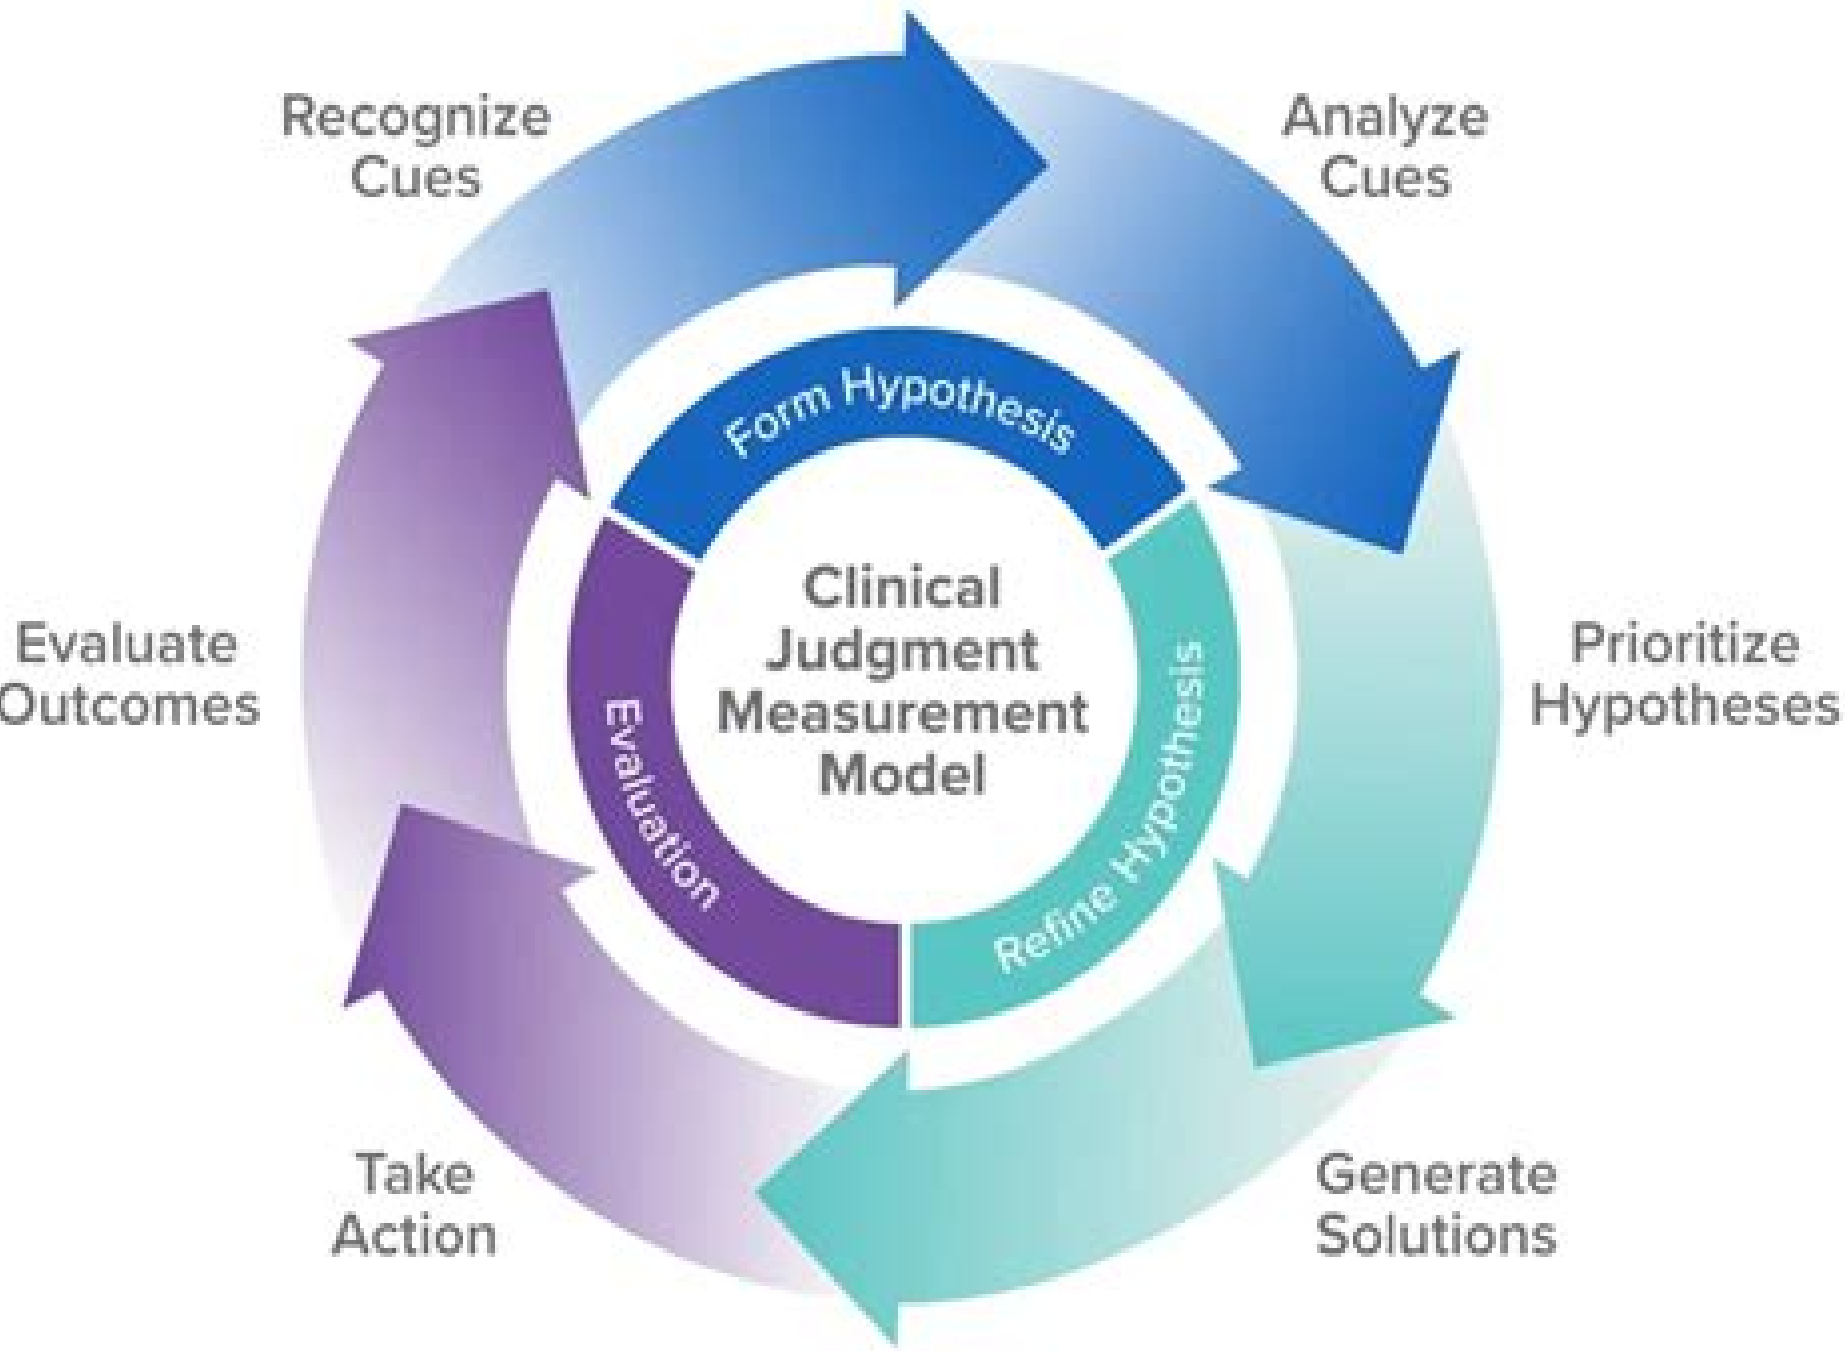 Recognize
Cues
Analyze
Cues
Prioritize
Hypotheses
Generate
Solutions
Take
Action
Evaluate
Outcomes
Form Hypothesis
Refine Hypothesis
Evaluation
Clinical
Judgment
Measurement
Model